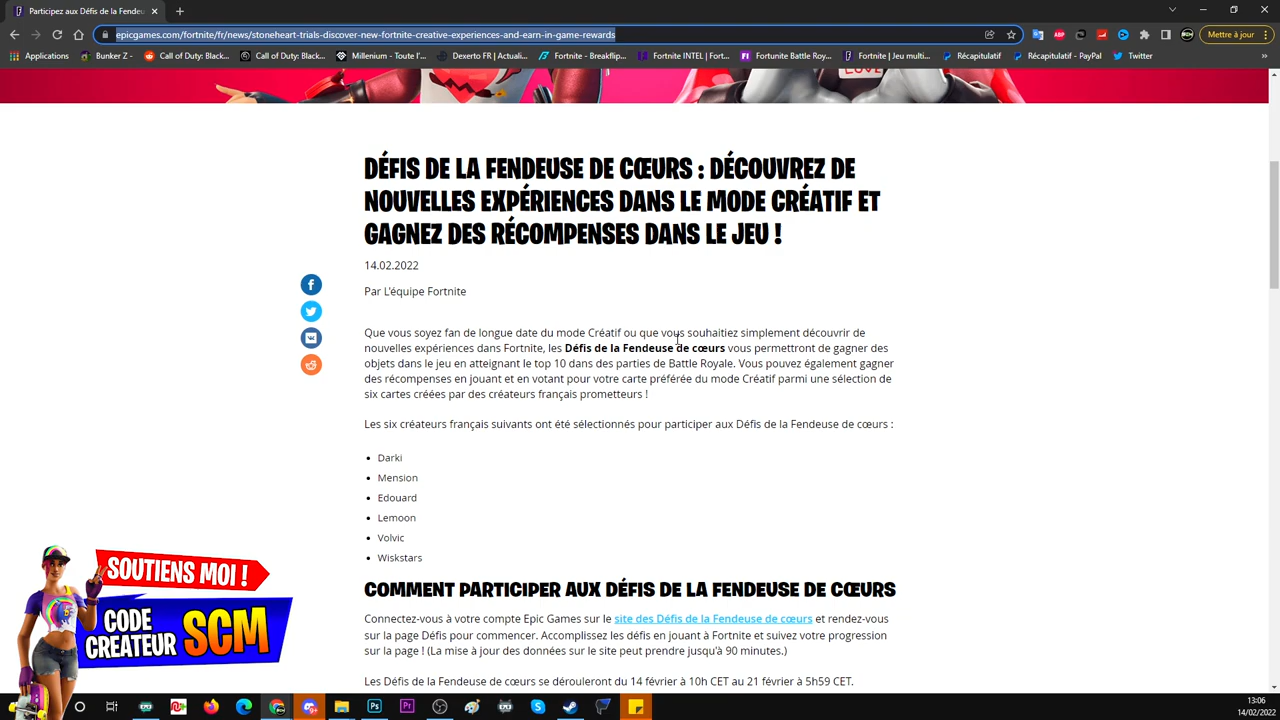 Participez aux Défis de la Fendeu
epicgames.com/fortnite/fr/news/stoneheart-trials-discover-new-fortnite-creative-experiences-and-earn-in-game-rewards
Mettre à jour
Applications
Bunker Z -
Call of Duty: Black...
Call of Duty: Black...
Millenium - Toute l'...
Dexerto FR | Actuali...
Fortnite - Breakflip...
Fortnite INTEL | Fort...
Fortunite Battle Roy...
Fortnite | Jeu multi...
Récapitulatif
Récapitulatif - PayPal
Twitter
LOVE
DÉFIS DE LA FENDEUSE DE CŒURS : DÉCOUVREZ DE
NOUVELLES EXPÉRIENCES DANS LE MODE CRÉATIF ET
GAGNEZ DES RÉCOMPENSES DANS LE JEU !
14.02.2022
Par L'équipe Fortnite
Que vous soyez fan de longue date du mode Créatif ou que vous souhaitiez simplement découvrir de
nouvelles expériences dans Fortnite, les Défis de la Fendeuse de cœurs vous permettront de gagner des
objets dans le jeu en atteignant le top 10 dans des parties de Battle Royale. Vous pouvez également gagner
des récompenses en jouant et en votant pour votre carte préférée du mode Créatif parmi une sélection de
six cartes créées par des créateurs français prometteurs !
Les six créateurs français suivants ont été sélectionnés pour participer aux Défis de la Fendeuse de cœurs :
Darki
Mension
Edouard
Lemoon
Volvic
Wiskstars
COMMENT PARTICIPER AUX DÉFIS DE LA FENDEUSE DE CŒURS
Connectez-vous à votre compte Epic Games sur le site des Défis de la Fendeuse de cœurs et rendez-vous
sur la page Défis pour commencer. Accomplissez les défis en jouant à Fortnite et suivez votre progression
sur la page ! (La mise à jour des données sur le site peut prendre jusqu'à 90 minutes.)
Les Défis de la Fendeuse de cœurs se dérouleront du 14 février à 10h CET au 21 février à 5h59 CET.
SOUTIENS MOI !
CODE
CRÉATEUR SCM
13:06
14/02/2022